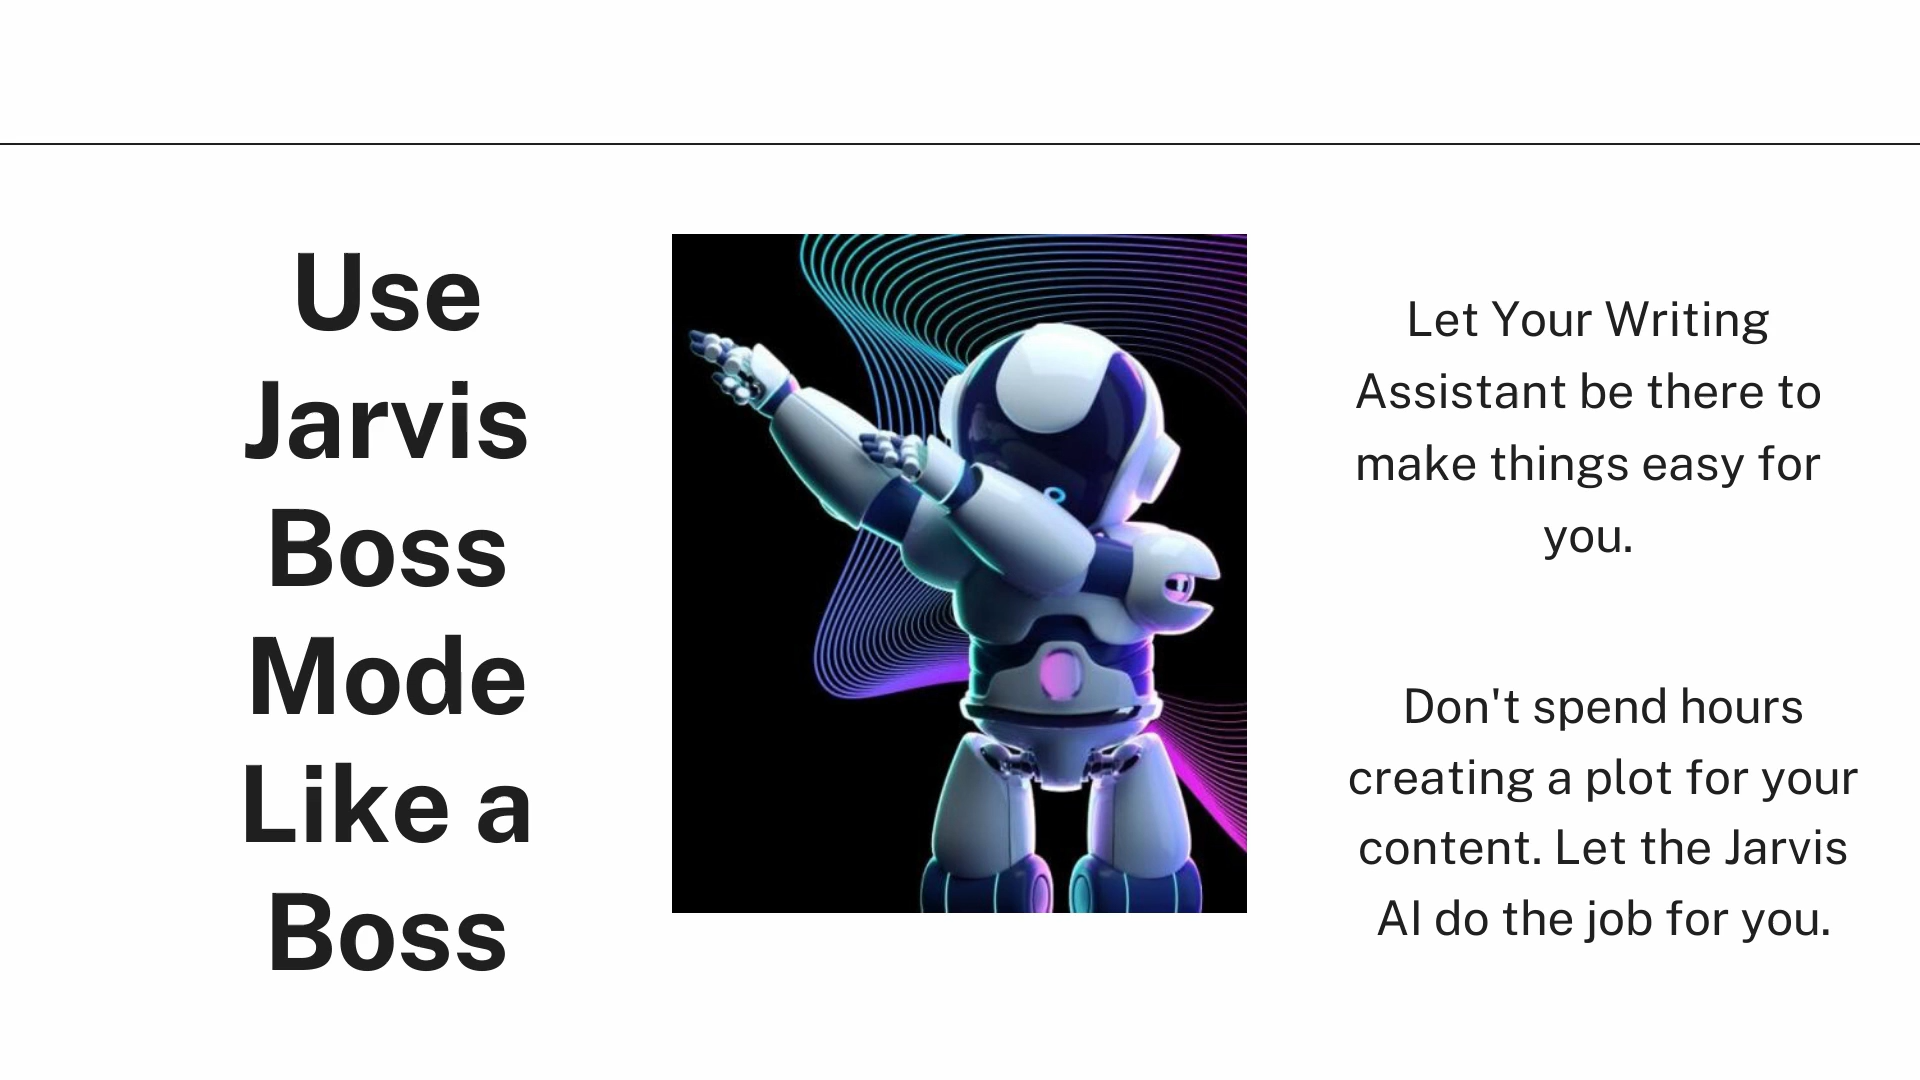 Use
Jarvis
Boss
Mode
Like a
Boss
Let Your Writing
Assistant be there to
make things easy for
you.
Don't spend hours
creating a plot for your
content. Let the Jarvis
AI do the job for you.